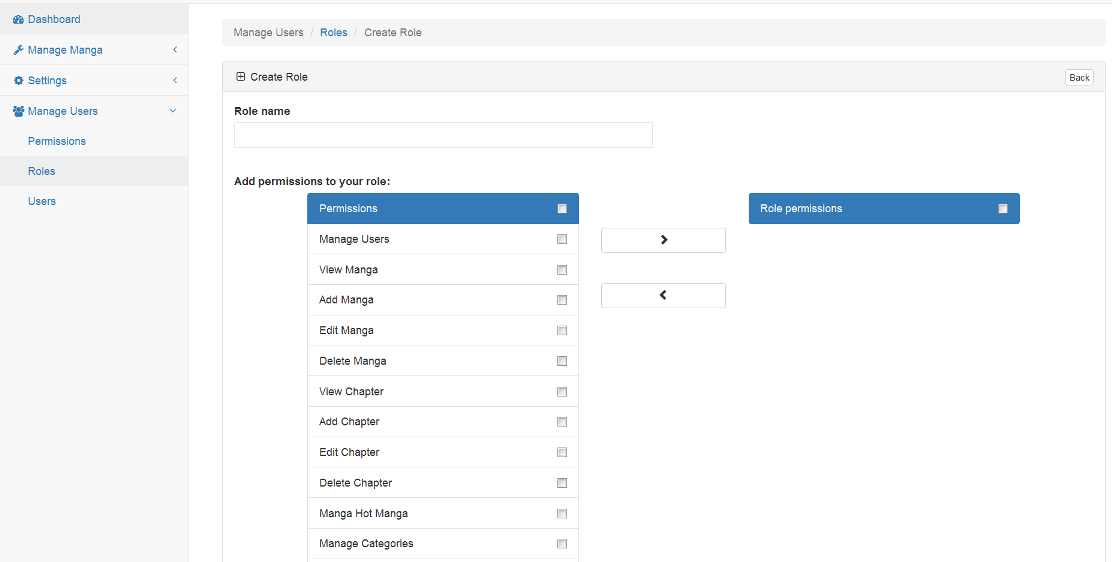 Dashboard
Manage Manga
Settings
Manage Users
Permissions
Roles
Users
Manage Users / Roles / Create Role
Create Role
Back
Role name
Add permissions to your role:
Permissions
Manage Users
View Manga
Add Manga
Edit Manga
Delete Manga
View Chapter
Add Chapter
Edit Chapter
Delete Chapter
Manga Hot Manga
Manage Categories
Role permissions